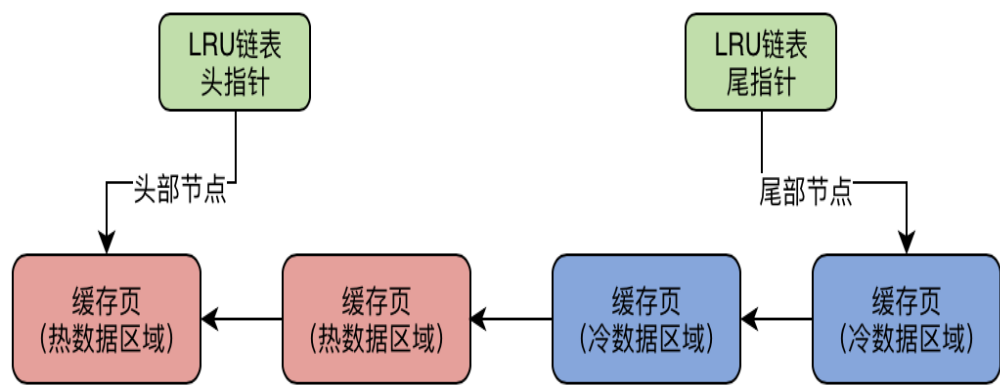 LRU链表
头指针
LRU链表
尾指针
头部节点
尾部节点
缓存页
(热数据区域)
缓存页
(热数据区域)
缓存页
(冷数据区域)
缓存页
(冷数据区域)